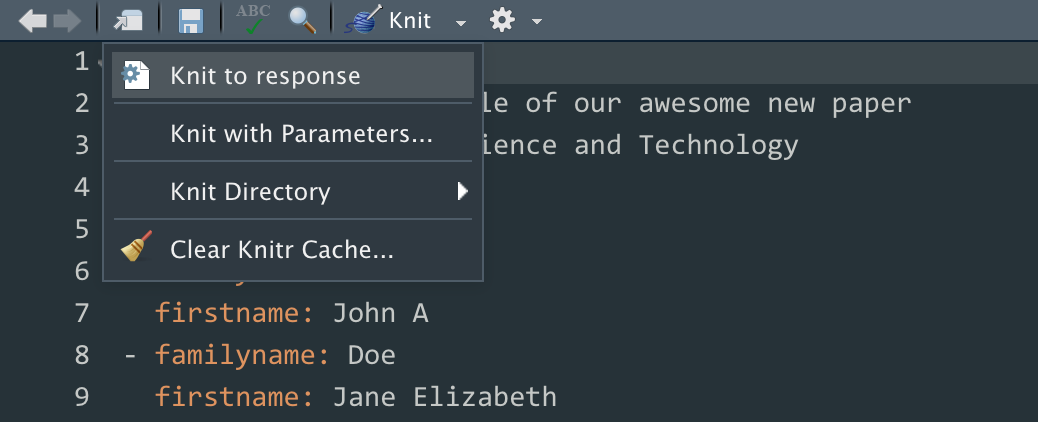 ABC
Knit
1
Knit to response
2 le of our awesome new paper
Knit with Parameters...
3 ience and Technology
4
Knit Directory
5
Clear Knitr Cache...
6
7 firstname: John A
8 - familyname: Doe
9 firstname: Jane Elizabeth